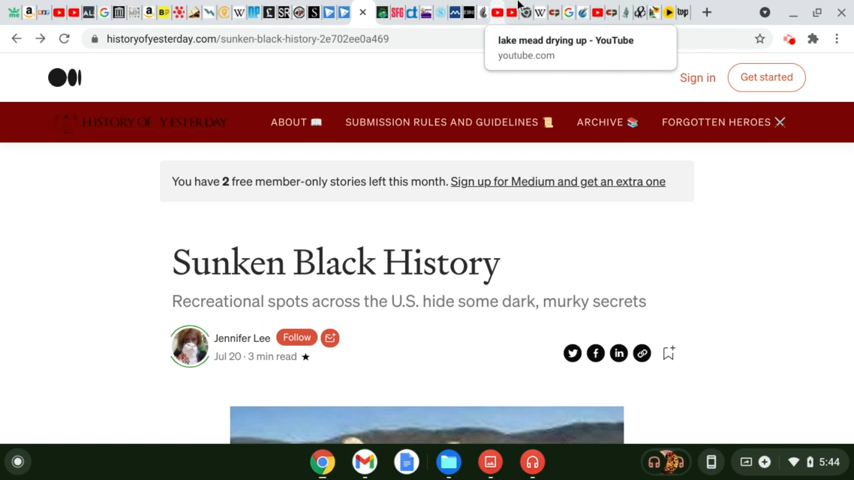 historyofyesterday.com/sunken-black-history-2e702ee0a469
lake mead drying up - YouTube
youtube.com
Sign in
Get started
HISTORY OF YESTERDAY
ABOUT 📖
SUBMISSION RULES AND GUIDELINES 📜
ARCHIVE 📚
FORGOTTEN HEROES ⚔️
You have 2 free member-only stories left this month. Sign up for Medium and get an extra one
Sunken Black History
Recreational spots across the U.S. hide some dark, murky secrets
Jennifer Lee
Follow
Jul 20 · 3 min read ★
5:44